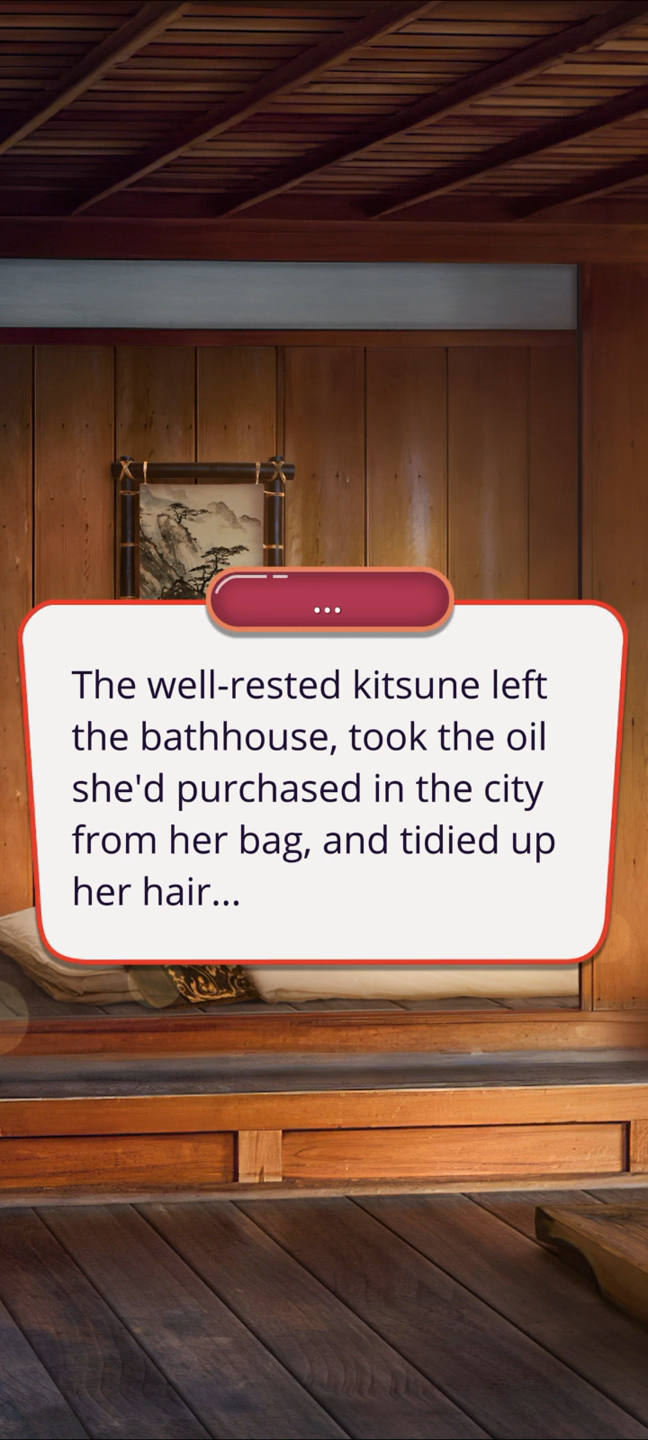 ...
The well-rested kitsune left
the bathhouse, took the oil
she'd purchased in the city
from her bag, and tidied up
her hair...